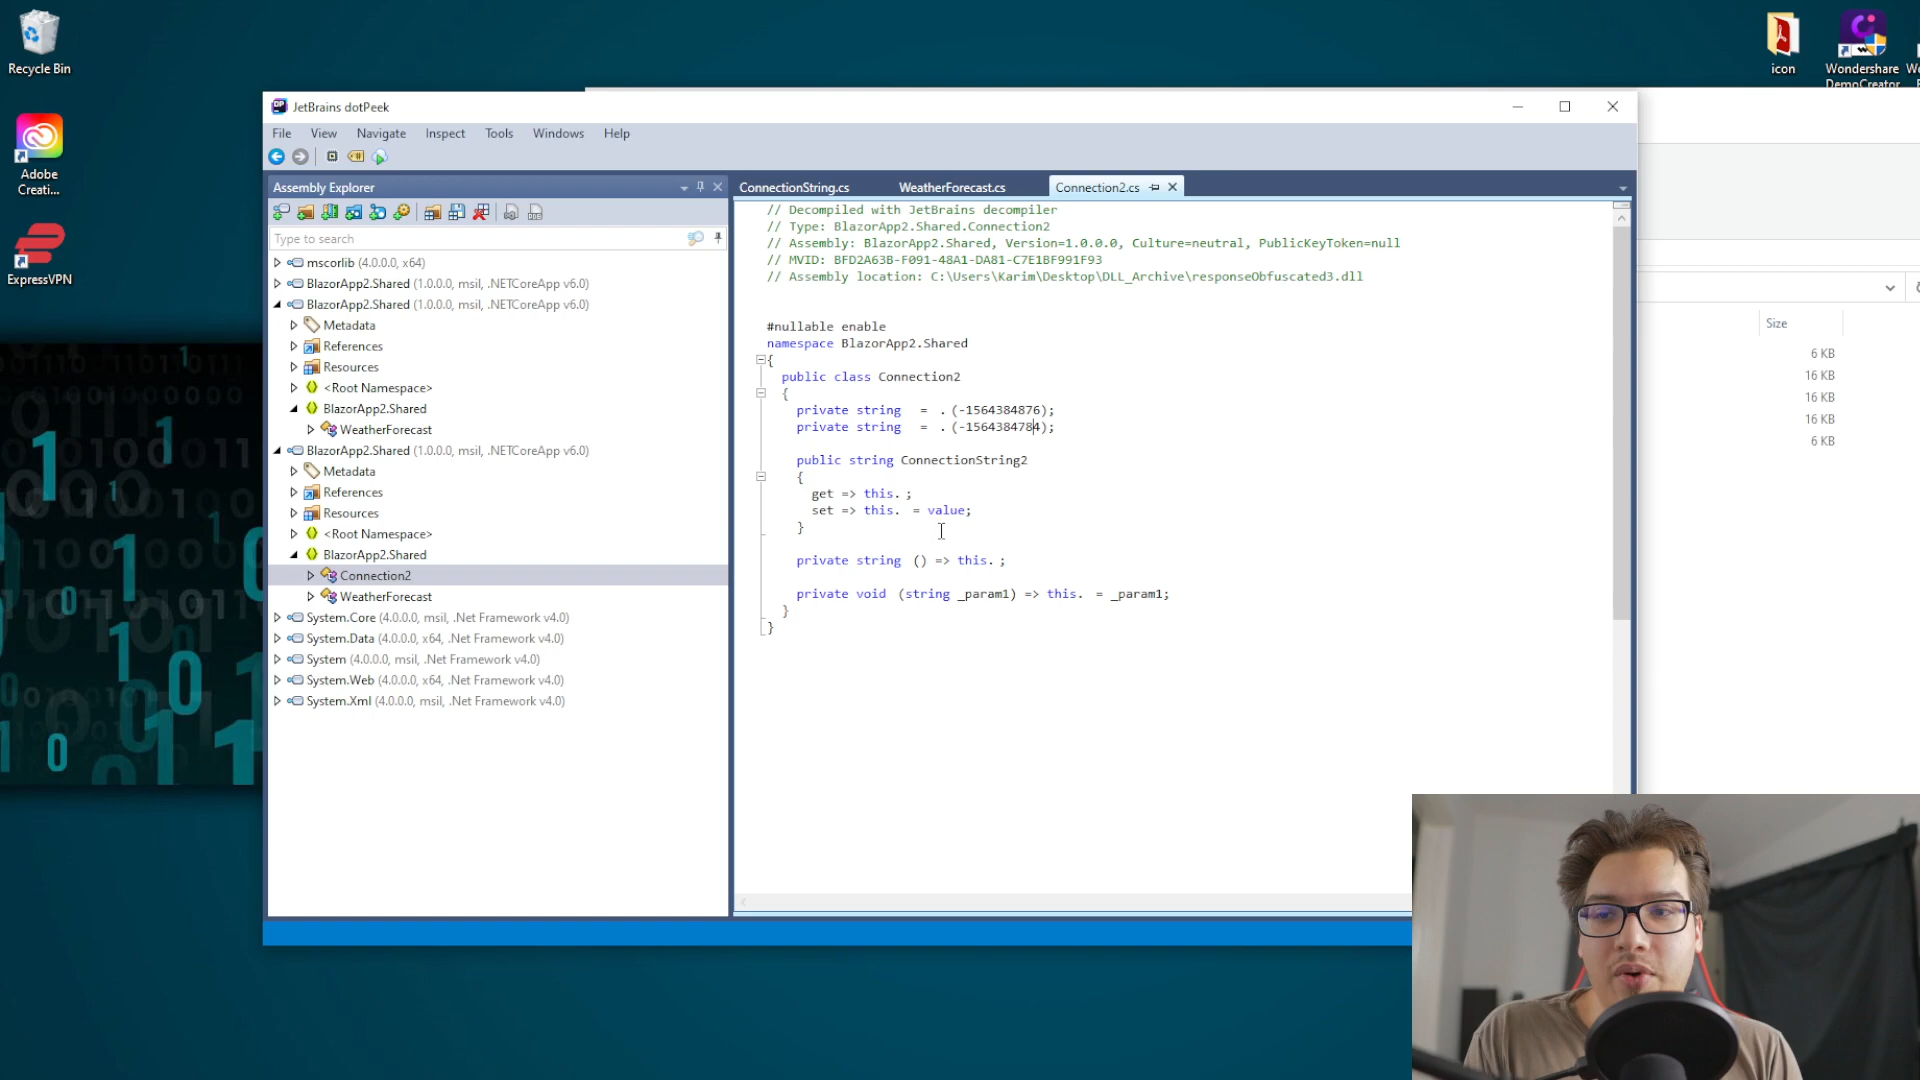 Recycle Bin
Adobe
Creati...
ExpressVPN
icon
Wondershare
DemoCreator
JetBrains dotPeek
File View Navigate Inspect Tools Windows Help
Assembly Explorer
Type to search
mscorlib (4.0.0.0, x64)
BlazorApp2.Shared (1.0.0.0, msil, .NETCoreApp v6.0)
BlazorApp2.Shared (1.0.0.0, msil, .NETCoreApp v6.0)
Metadata
References
Resources
<Root Namespace>
BlazorApp2.Shared
WeatherForecast
BlazorApp2.Shared (1.0.0.0, msil, .NETCoreApp v6.0)
Metadata
References
Resources
<Root Namespace>
BlazorApp2.Shared
Connection2
WeatherForecast
System.Core (4.0.0.0, msil, .Net Framework v4.0)
System.Data (4.0.0.0, x64, .Net Framework v4.0)
System (4.0.0.0, msil, .Net Framework v4.0)
System.Web (4.0.0.0, x64, .Net Framework v4.0)
System.Xml (4.0.0.0, msil, .Net Framework v4.0)
ConnectionString.cs WeatherForecast.cs Connection2.cs
// Decompiled with JetBrains decompiler
// Type: BlazorApp2.Shared.Connection2
// Assembly: BlazorApp2.Shared, Version=1.0.0.0, Culture=neutral, PublicKeyToken=null
// MVID: BFD2A63B-F091-48A1-DA81-C7E1BF991F93
// Assembly location: C:\Users\Karim\Desktop\DLL_Archive\responseObfuscated3.dll
#nullable enable
namespace BlazorApp2.Shared
{
public class Connection2
{
private string  = . (-1564384876);
private string  = . (-1564384784);
public string ConnectionString2
{
get => this. ;
set => this.  = value;
}
private string  () => this. ;
private void  (string _param1) => this.  = _param1;
}
}
Size
6 KB
16 KB
16 KB
16 KB
6 KB